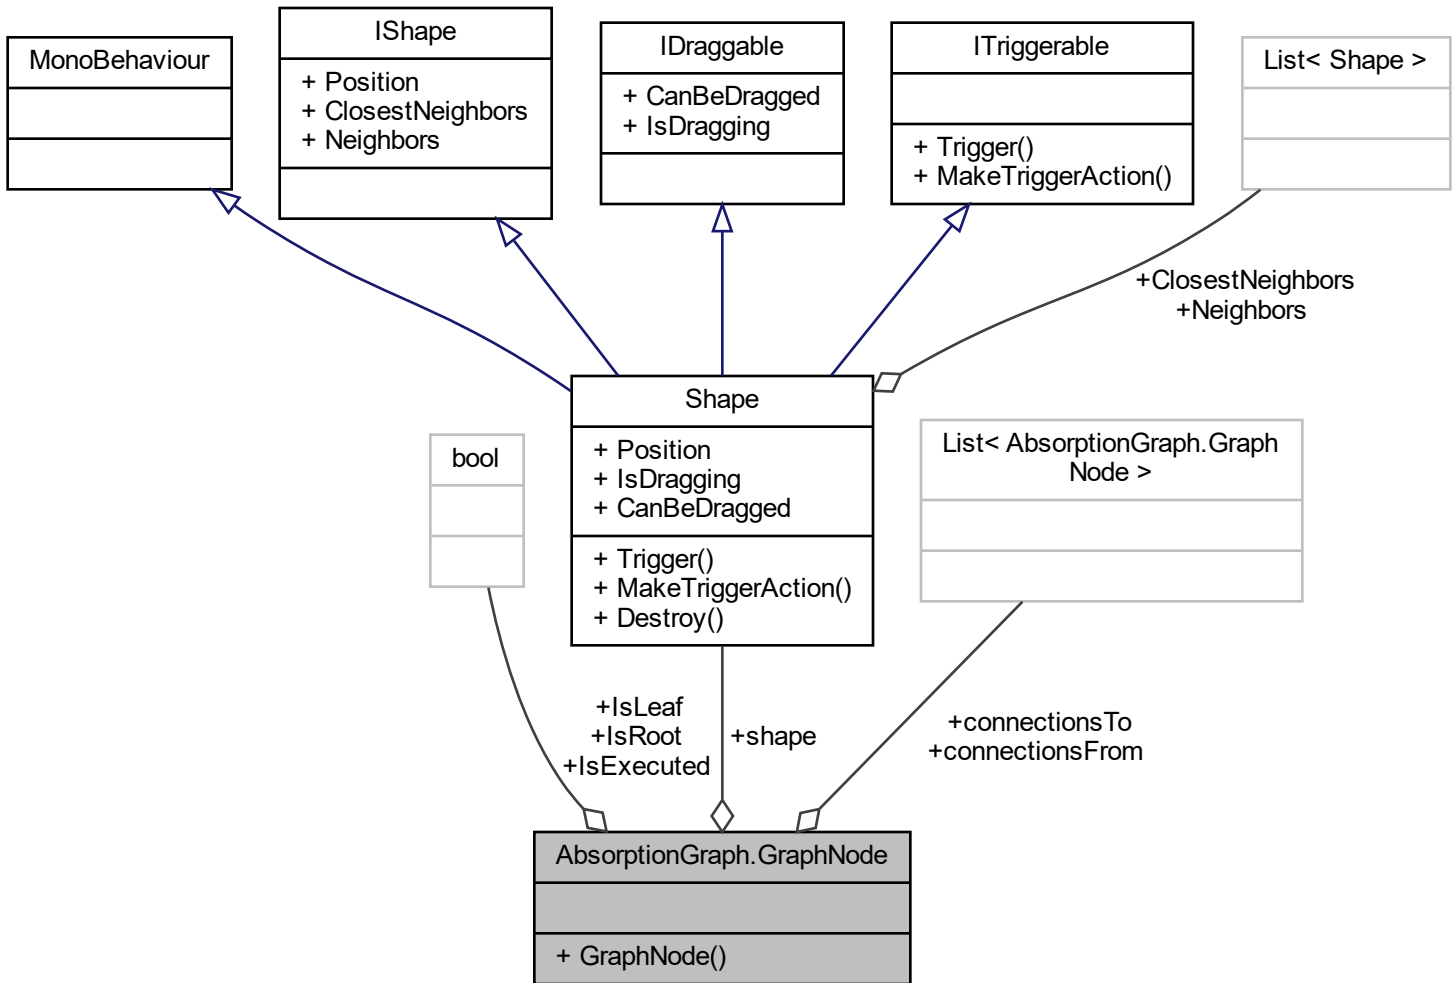 MonoBehaviour
IShape
+ Position
+ ClosestNeighbors
+ Neighbors
IDraggable
+ CanBeDragged
+ IsDragging
ITriggerable
+ Trigger()
+ MakeTriggerAction()
List< Shape >
+ClosestNeighbors
+Neighbors
Shape
+ Position
+ IsDragging
+ CanBeDragged
+ Trigger()
+ MakeTriggerAction()
+ Destroy()
bool
List< AbsorptionGraph.Graph
Node >
+IsLeaf
+IsRoot
+IsExecuted
+shape
+connectionsTo
+connectionsFrom
AbsorptionGraph.GraphNode
+ GraphNode()